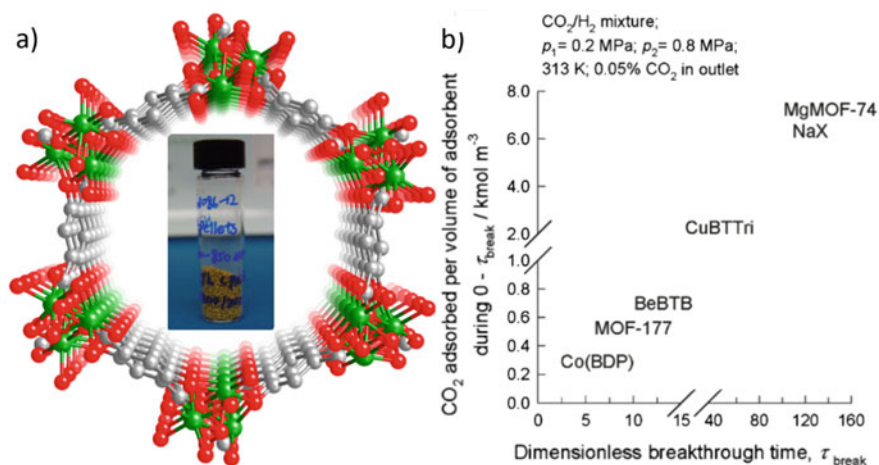 a)
b)
CO2/H2 mixture;
p1= 0.2 MPa; p2= 0.8 MPa;
313 K; 0.05% CO2 in outlet
CO2 adsorbed per volume of adsorbent
during 0 - τbreak / kmol m-3
8.0
6.0
4.0
2.0
1.0
0.8
0.6
0.4
0.2
0.0
MgMOF-74
NaX
CuBTTri
BeBTB
MOF-177
Co(BDP)
0 5 10 15 40 80 120 160
Dimensionless breakthrough time, τbreak
pellets